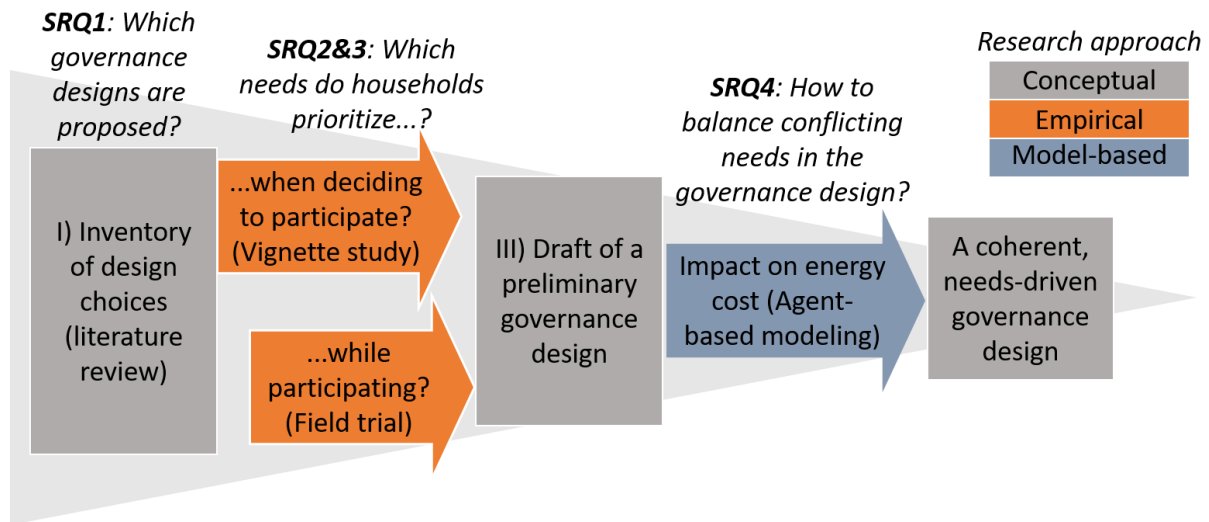 SRQ1: Which
governance
designs are
proposed?
I) Inventory
of design
choices
(literature
review)
SRQ2&3: Which
needs do households
prioritize...?
...when deciding
to participate?
(Vignette study)
...while
participating?
(Field trial)
III) Draft of a
preliminary
governance
design
SRQ4: How to
balance conflicting
needs in the
governance design?
Impact on energy
cost (Agent-
based modeling)
A coherent,
needs-driven
governance
design
Research approach
Conceptual
Empirical
Model-based